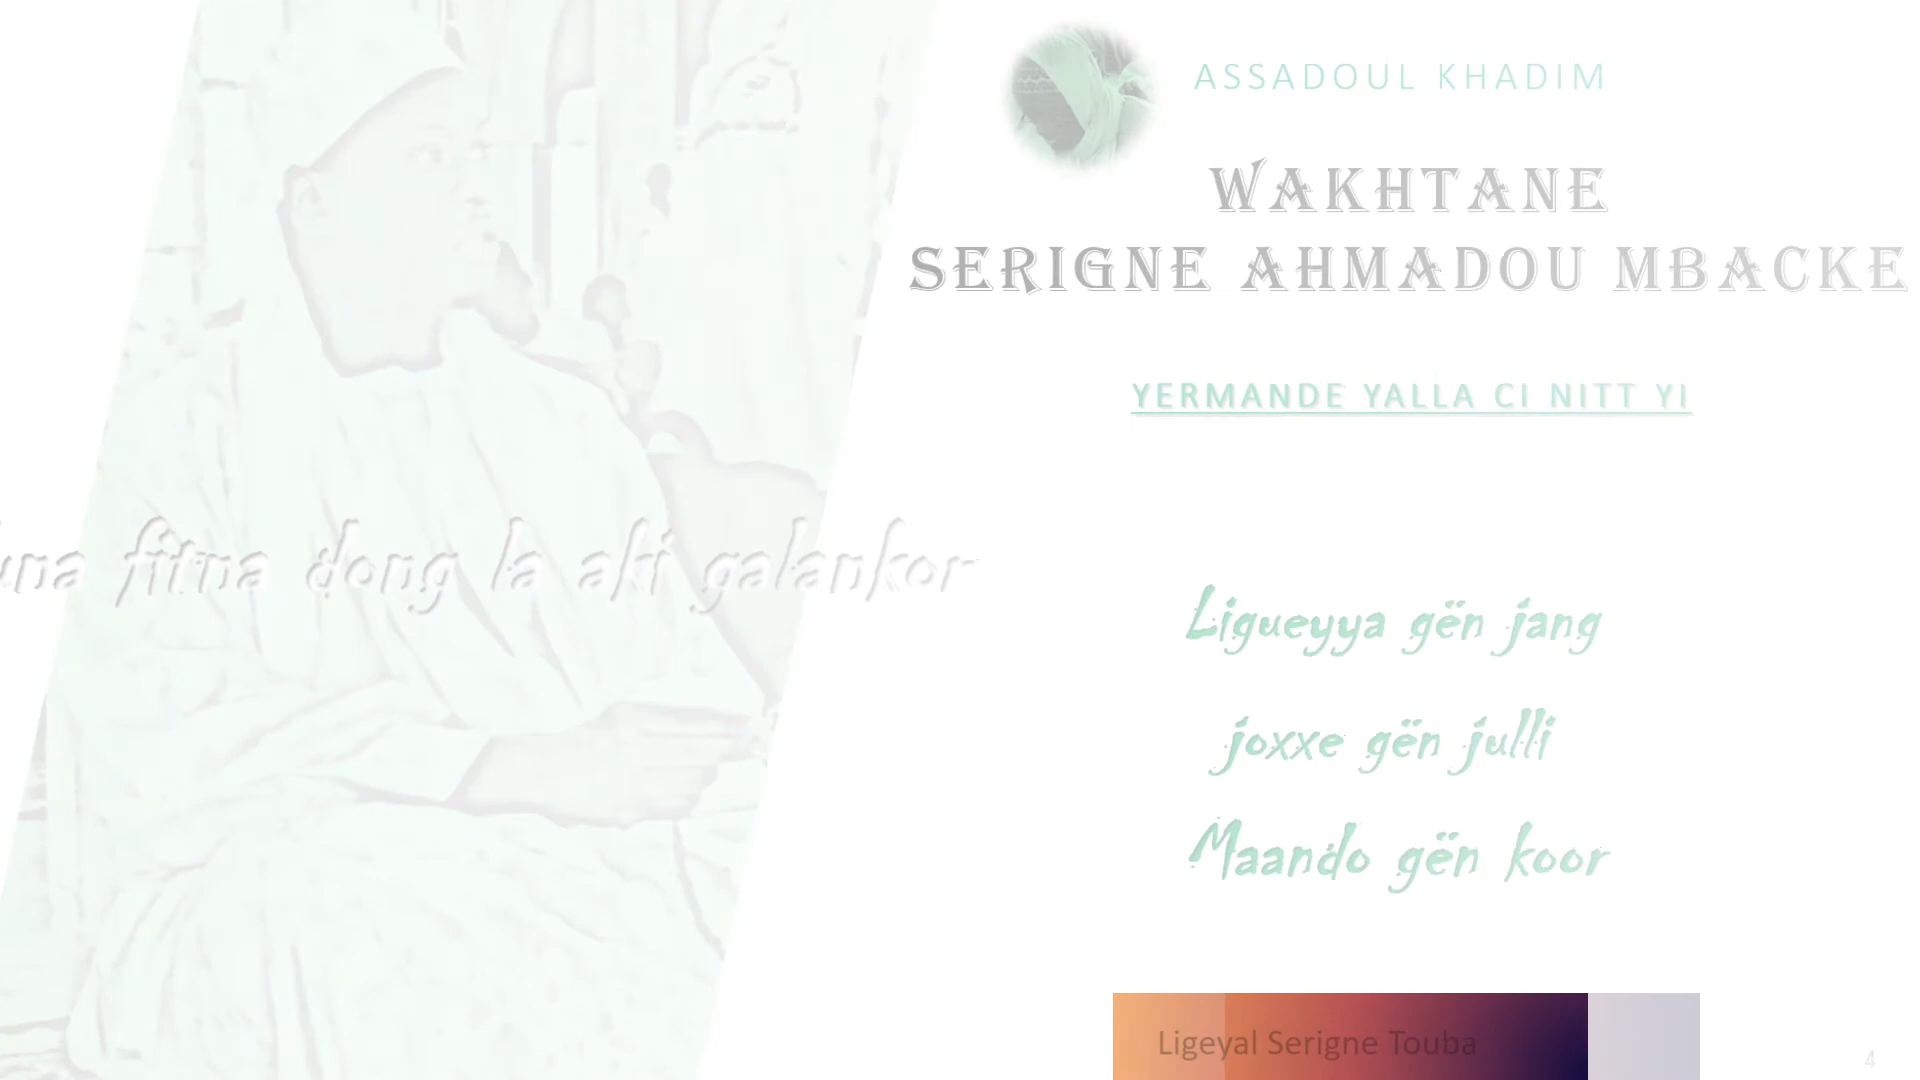 ASSADOUL KHADIM
WAKHTANE
SERIGNE AHMADOU MBACKE
YERMANDE YALLA CI NITT YI
fitna dong la aki galankor
Ligueyya gën jang
joxxe gën julli
Maando gën koor
Ligeyal Serigne Touba
4